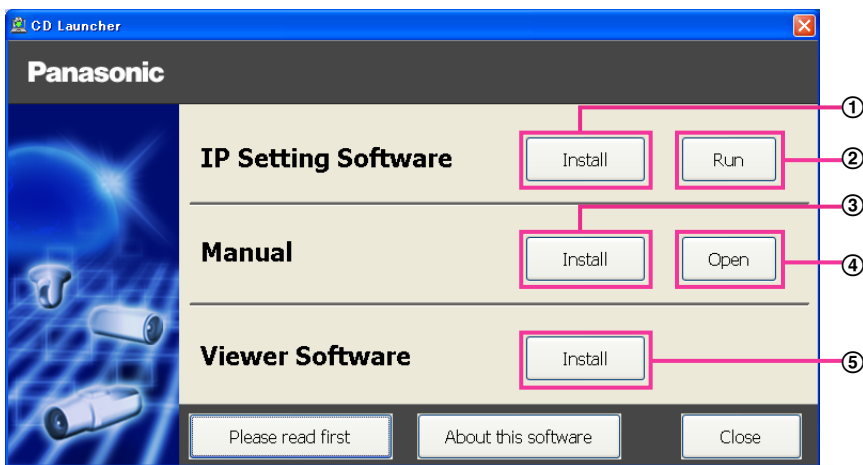 CD Launcher
Panasonic
①
IP Setting Software Install Run ②
③
Manual Install Open ④
Viewer Software Install ⑤
Please read first About this software Close